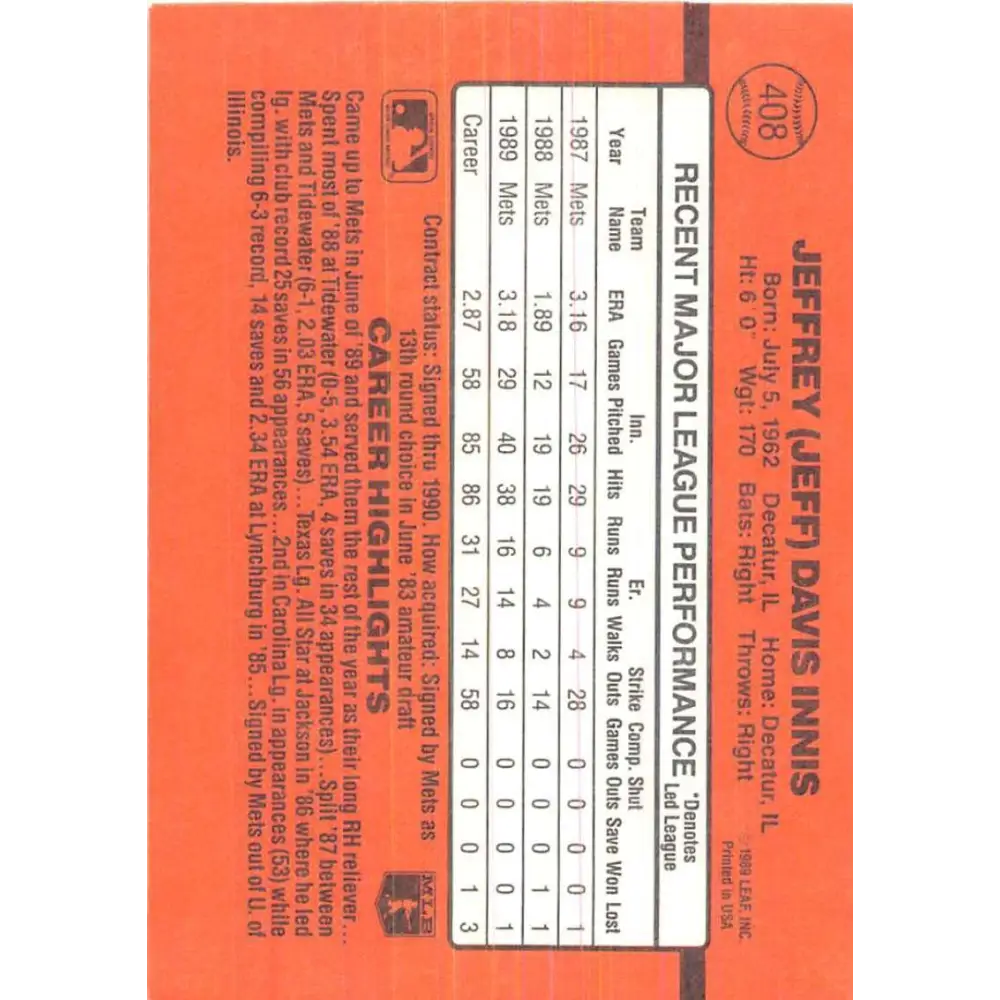 408
JEFFREY (JEFF) DAVIS INNIS
Born: July 5, 1962 Decatur, IL Home: Decatur, IL
Ht: 6' 0" Wgt: 170 Bats: Right Throws: Right
© 1989 LEAF, INC.
Printed in USA
RECENT MAJOR LEAGUE PERFORMANCE *Denotes
Led League
Team Inn. Er. Strike Comp. Shut
Year Name ERA Games Pitched Hits Runs Runs Walks Outs Games Outs Save Won Lost
1987 Mets 3.16 17 26 29 9 9 4 28 0 0 0 0 1
1988 Mets 1.89 12 19 19 6 4 2 14 0 0 0 1 1
1989 Mets 3.18 29 40 38 16 14 8 16 0 0 0 0 1
Career 2.87 58 85 86 31 27 14 58 0 0 0 1 3
Contract status: Signed thru 1990. How acquired: Signed by Mets as
13th round choice in June '83 amateur draft
MLB
CAREER HIGHLIGHTS
Came up to Mets in June of '89 and served them the rest of the year as their long RH reliever...
Spent most of '88 at Tidewater (0-5, 3.54 ERA, 4 saves in 34 appearances)...Split '87 between
Mets and Tidewater (6-1, 2.03 ERA, 5 saves)...Texas Lg. All Star at Jackson in '86 where he led
lg. with club record 25 saves in 56 appearances...2nd in Carolina Lg. in appearances (53) while
compiling 6-3 record, 14 saves and 2.34 ERA at Lynchburg in '85...Signed by Mets out of U. of
Illinois.